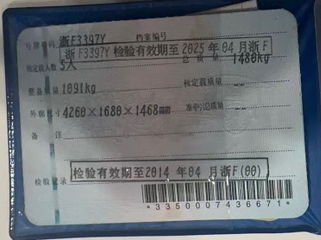 号牌号码 浙F3397Y 档案编号
浙F3397Y 检验有效期至 2025年04月浙F
核定载人数 5人 总质量 1480kg
整备质量 1091kg 核定载质量 --
外廓尺寸 4260×1680×1468mm 准牵引总质量 --
备注
检验记录 检验有效期至2014年04月浙F(00)
*3350007436671*